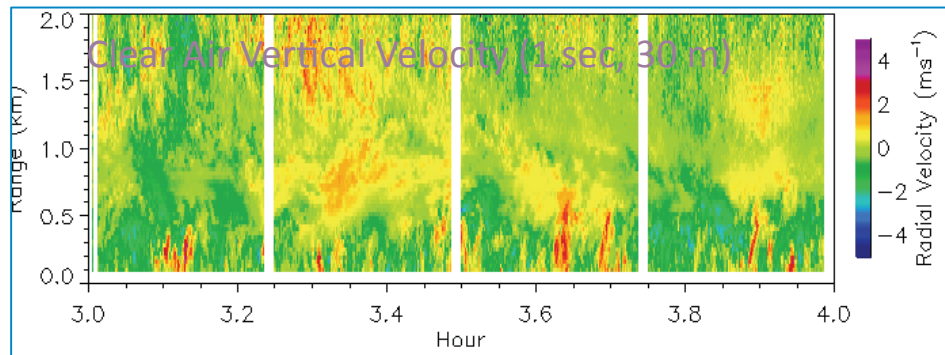 Clear Air Vertical Velocity (1 sec, 30 m)
2.0
1.5
1.0
0.5
0.0
Range (km)
3.0 3.2 3.4 3.6 3.8 4.0
Hour
4
2
0
−2
−4
Radial Velocity (ms⁻¹)